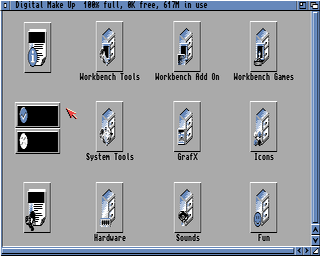 Digital Make Up 100% full, 0K free, 617M in use
Workbench Tools
Workbench Add On
Workbench Games
System Tools
GrafX
Icons
Hardware
Sounds
Fun